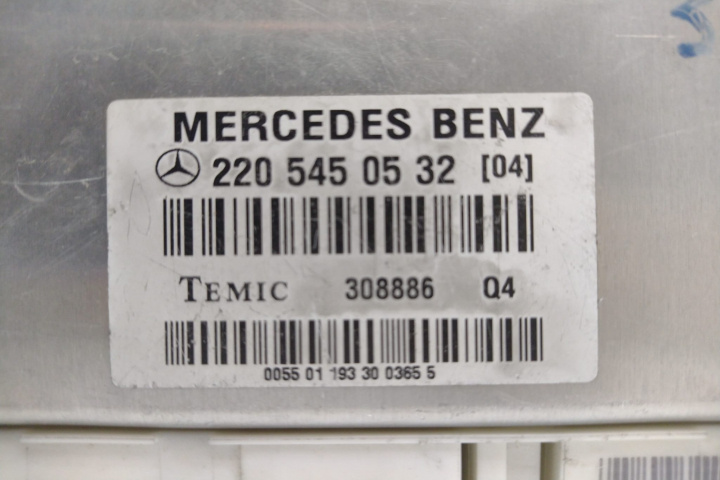 MERCEDES BENZ
220 545 05 32 [04]
TEMIC 308886 Q4
0055 01 193 30 0365 5